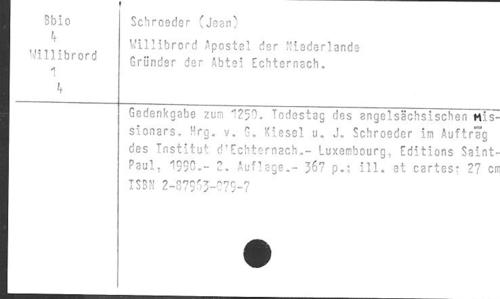 Bbio
4
Willibrord
1
4
Schroeder (Jean)
Willibrord Apostel der Niederlande
Gründer der Abtei Echternach.
Gedenkgabe zum 1250. Todestag des angelsächsischen Mis-
sionars. Hrg. v. G. Kiesel u. J. Schroeder im Auftrag
des Institut d'Echternach.- Luxembourg, Editions Saint-
Paul, 1990.- 2. Auflage.- 367 p.: ill. et cartes; 27 cm
ISBN 2-87963-079-7